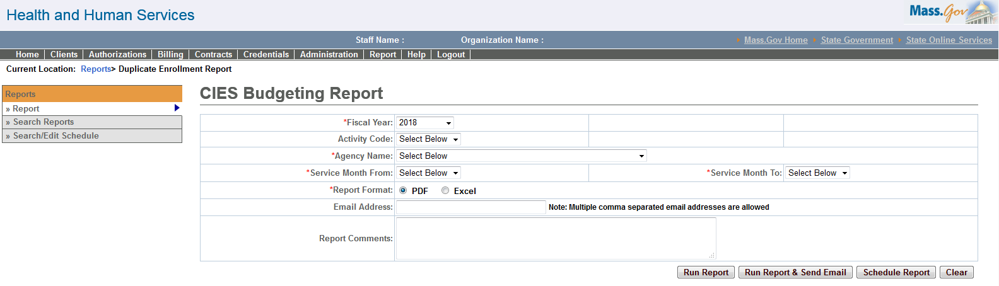 Health and Human Services
Mass.Gov
Staff Name : Organization Name : Mass.Gov Home State Government State Online Services
Home Clients Authorizations Billing Contracts Credentials Administration Report Help Logout
Current Location: Reports> Duplicate Enrollment Report
Reports
» Report
» Search Reports
» Search/Edit Schedule
CIES Budgeting Report
*Fiscal Year: 2018
Activity Code: Select Below
*Agency Name: Select Below
*Service Month From: Select Below *Service Month To: Select Below
*Report Format: PDF Excel
Email Address: Note: Multiple comma separated email addresses are allowed
Report Comments:
Run Report Run Report & Send Email Schedule Report Clear